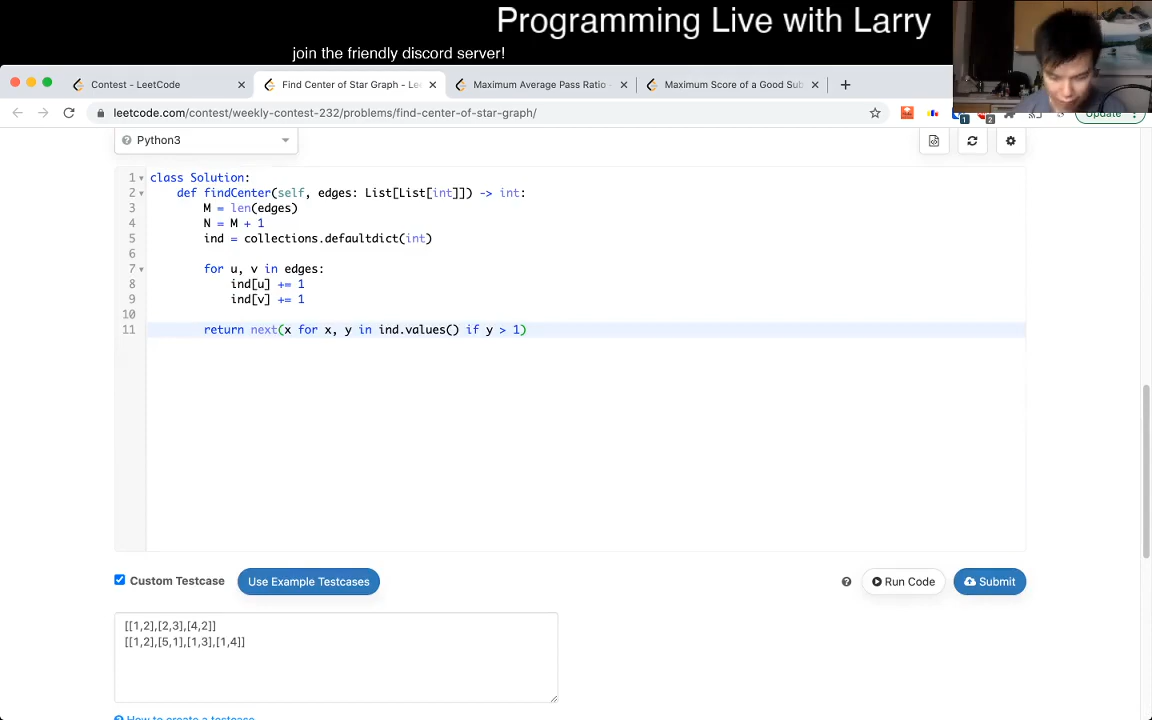 Programming Live with Larry
join the friendly discord server!
Contest - LeetCode
Find Center of Star Graph - Le
Maximum Average Pass Ratio -
Maximum Score of a Good Sub
leetcode.com/contest/weekly-contest-232/problems/find-center-of-star-graph/
Update
Python3
1 class Solution:
2 def findCenter(self, edges: List[List[int]]) -> int:
3 M = len(edges)
4 N = M + 1
5 ind = collections.defaultdict(int)
6
7 for u, v in edges:
8 ind[u] += 1
9 ind[v] += 1
10
11 return next(x for x, y in ind.values() if y > 1)
Custom Testcase
Use Example Testcases
Run Code
Submit
[[1,2],[2,3],[4,2]]
[[1,2],[5,1],[1,3],[1,4]]
How to create a testcase